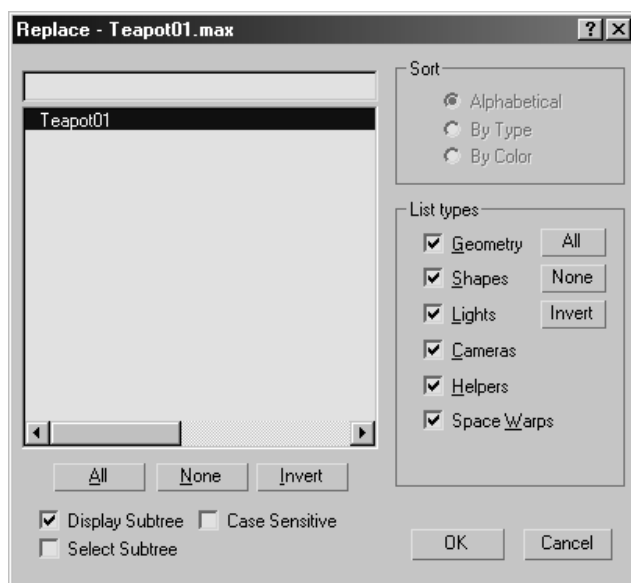 Replace - Teapot01.max
Teapot01
All None Invert
Display Subtree Case Sensitive
Select Subtree
Sort
Alphabetical
By Type
By Color
List types
Geometry All
Shapes None
Lights Invert
Cameras
Helpers
Space Warps
OK Cancel